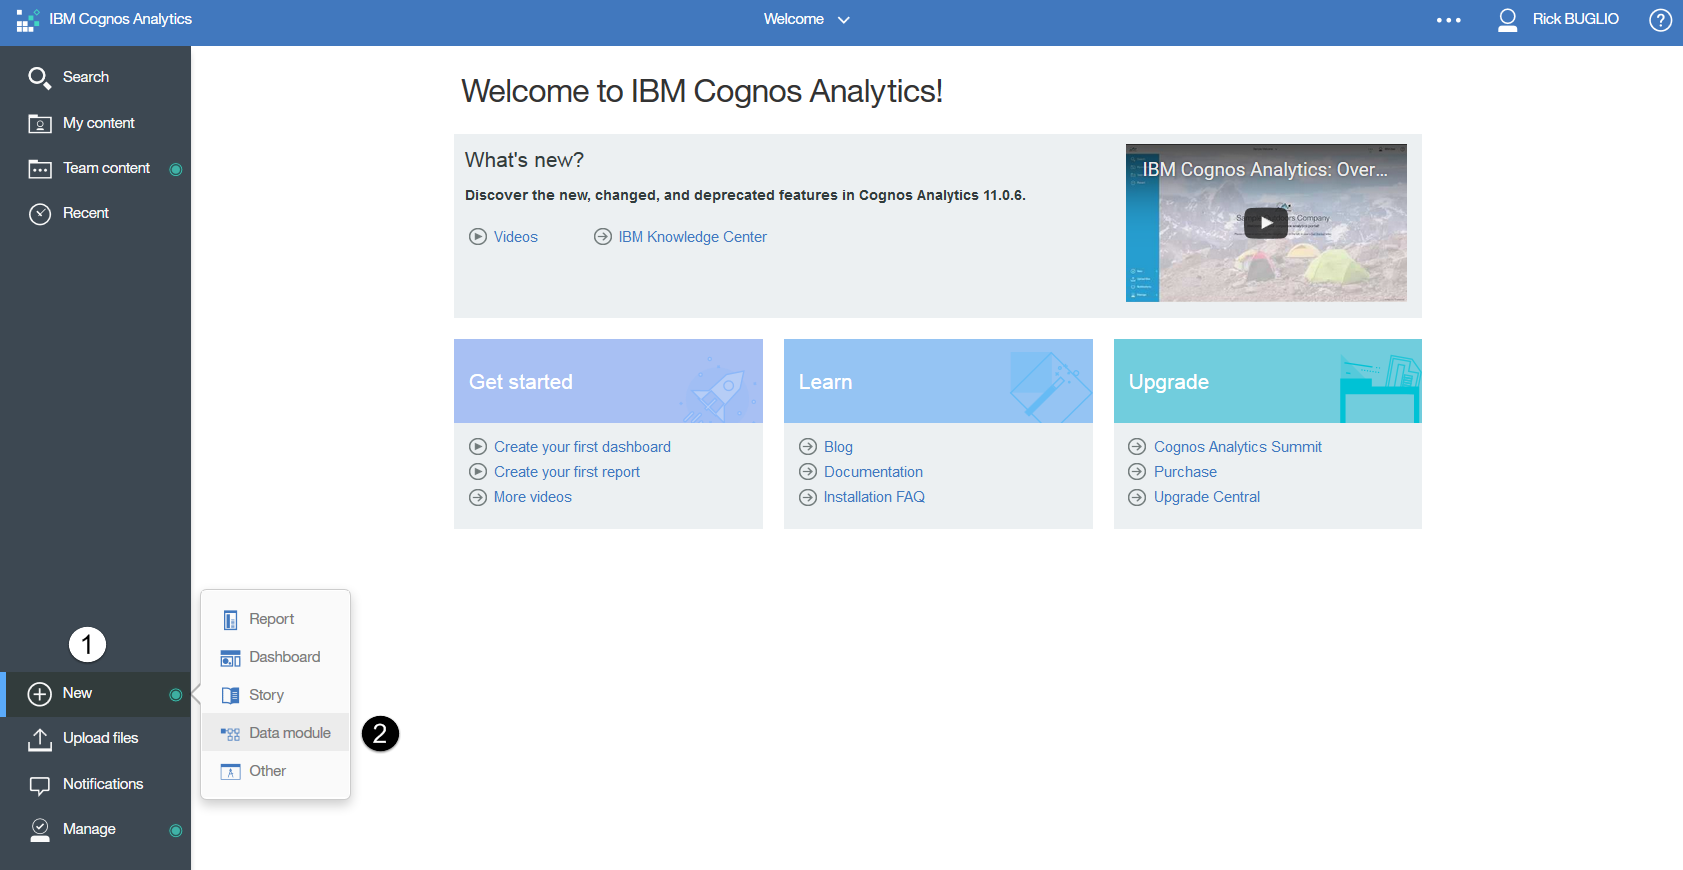 IBM Cognos Analytics
Welcome
Rick BUGLIO
?
Search
My content
Team content
Recent
Welcome to IBM Cognos Analytics!
What's new?
Discover the new, changed, and deprecated features in Cognos Analytics 11.0.6.
Videos
IBM Knowledge Center
IBM Cognos Analytics: Over...
Get started
Create your first dashboard
Create your first report
More videos
Learn
Blog
Documentation
Installation FAQ
Upgrade
Cognos Analytics Summit
Purchase
Upgrade Central
1
New
Upload files
Notifications
Manage
Report
Dashboard
Story
Data module
2
Other